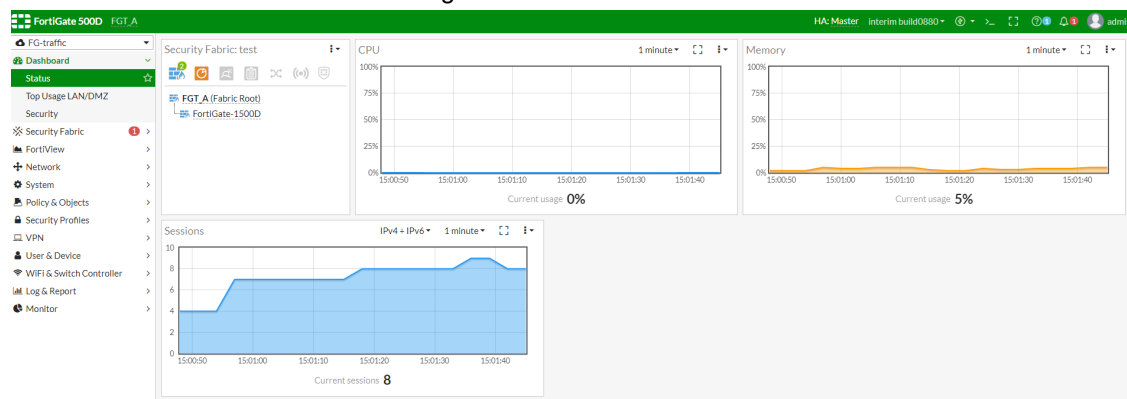 FortiGate 500D FGT_A HA: Master interim build0880 >_ 1 1 admi
FG-traffic
Dashboard
Status
Top Usage LAN/DMZ
Security
Security Fabric 1
FortiView
Network
System
Policy & Objects
Security Profiles
VPN
User & Device
WiFi & Switch Controller
Log & Report
Monitor
Security Fabric: test
2
FGT_A (Fabric Root)
FortiGate-1500D
CPU 1 minute
100%
75%
50%
25%
0%
15:00:50 15:01:00 15:01:10 15:01:20 15:01:30 15:01:40
Current usage 0%
Memory 1 minute
100%
75%
50%
25%
0%
15:00:50 15:01:00 15:01:10 15:01:20 15:01:30 15:01:40
Current usage 5%
Sessions IPv4 + IPv6 1 minute
10
8
6
4
2
0
15:00:50 15:01:00 15:01:10 15:01:20 15:01:30 15:01:40
Current sessions 8